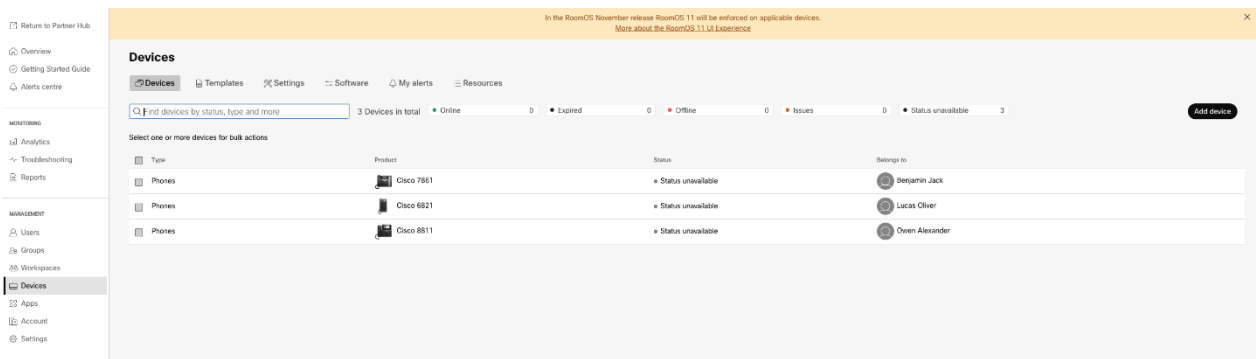 Return to Partner Hub
Overview
Getting Started Guide
Alerts centre
MONITORING
Analytics
Troubleshooting
Reports
MANAGEMENT
Users
Groups
Workspaces
Devices
Apps
Account
Settings
In the RoomOS November release RoomOS 11 will be enforced on applicable devices.
More about the RoomOS 11 UI Experience
Devices
Devices Templates Settings Software My alerts Resources
Find devices by status, type and more 3 Devices in total Online 0 Expired 0 Offline 0 Issues 0 Status unavailable 3 Add device
Select one or more devices for bulk actions
Type Product Status Belongs to
Phones Cisco 7861 Status unavailable Benjamin Jack
Phones Cisco 6821 Status unavailable Lucas Oliver
Phones Cisco 8811 Status unavailable Owen Alexander